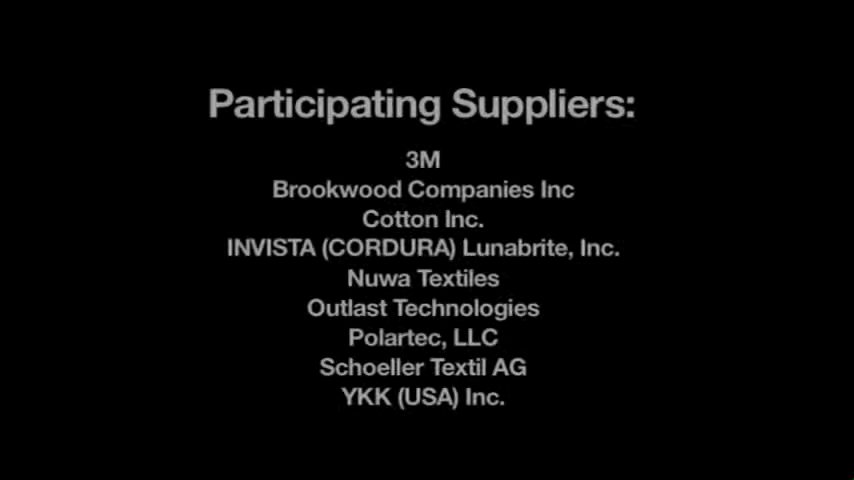 Participating Suppliers:
3M
Brookwood Companies Inc
Cotton Inc.
INVISTA (CORDURA) Lunabrite, Inc.
Nuwa Textiles
Outlast Technologies
Polartec, LLC
Schoeller Textil AG
YKK (USA) Inc.